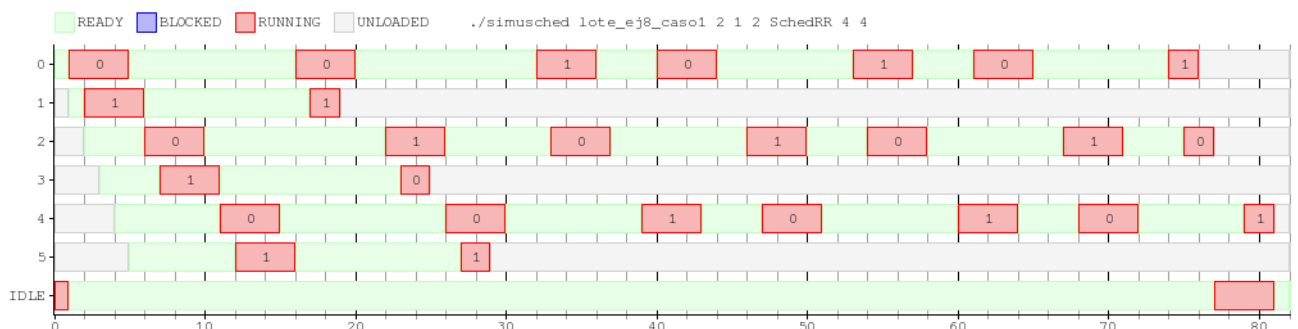 READY BLOCKED RUNNING UNLOADED ./simusched lote_ej8_caso1 2 1 2 SchedRR 4 4
0 0 0 1 0 1 0 1
1 1 1
2 0 1 0 1 0 1 0
3 1 0
4 0 0 1 0 1 0 1
5 1 1
IDLE
0 10 20 30 40 50 60 70 80